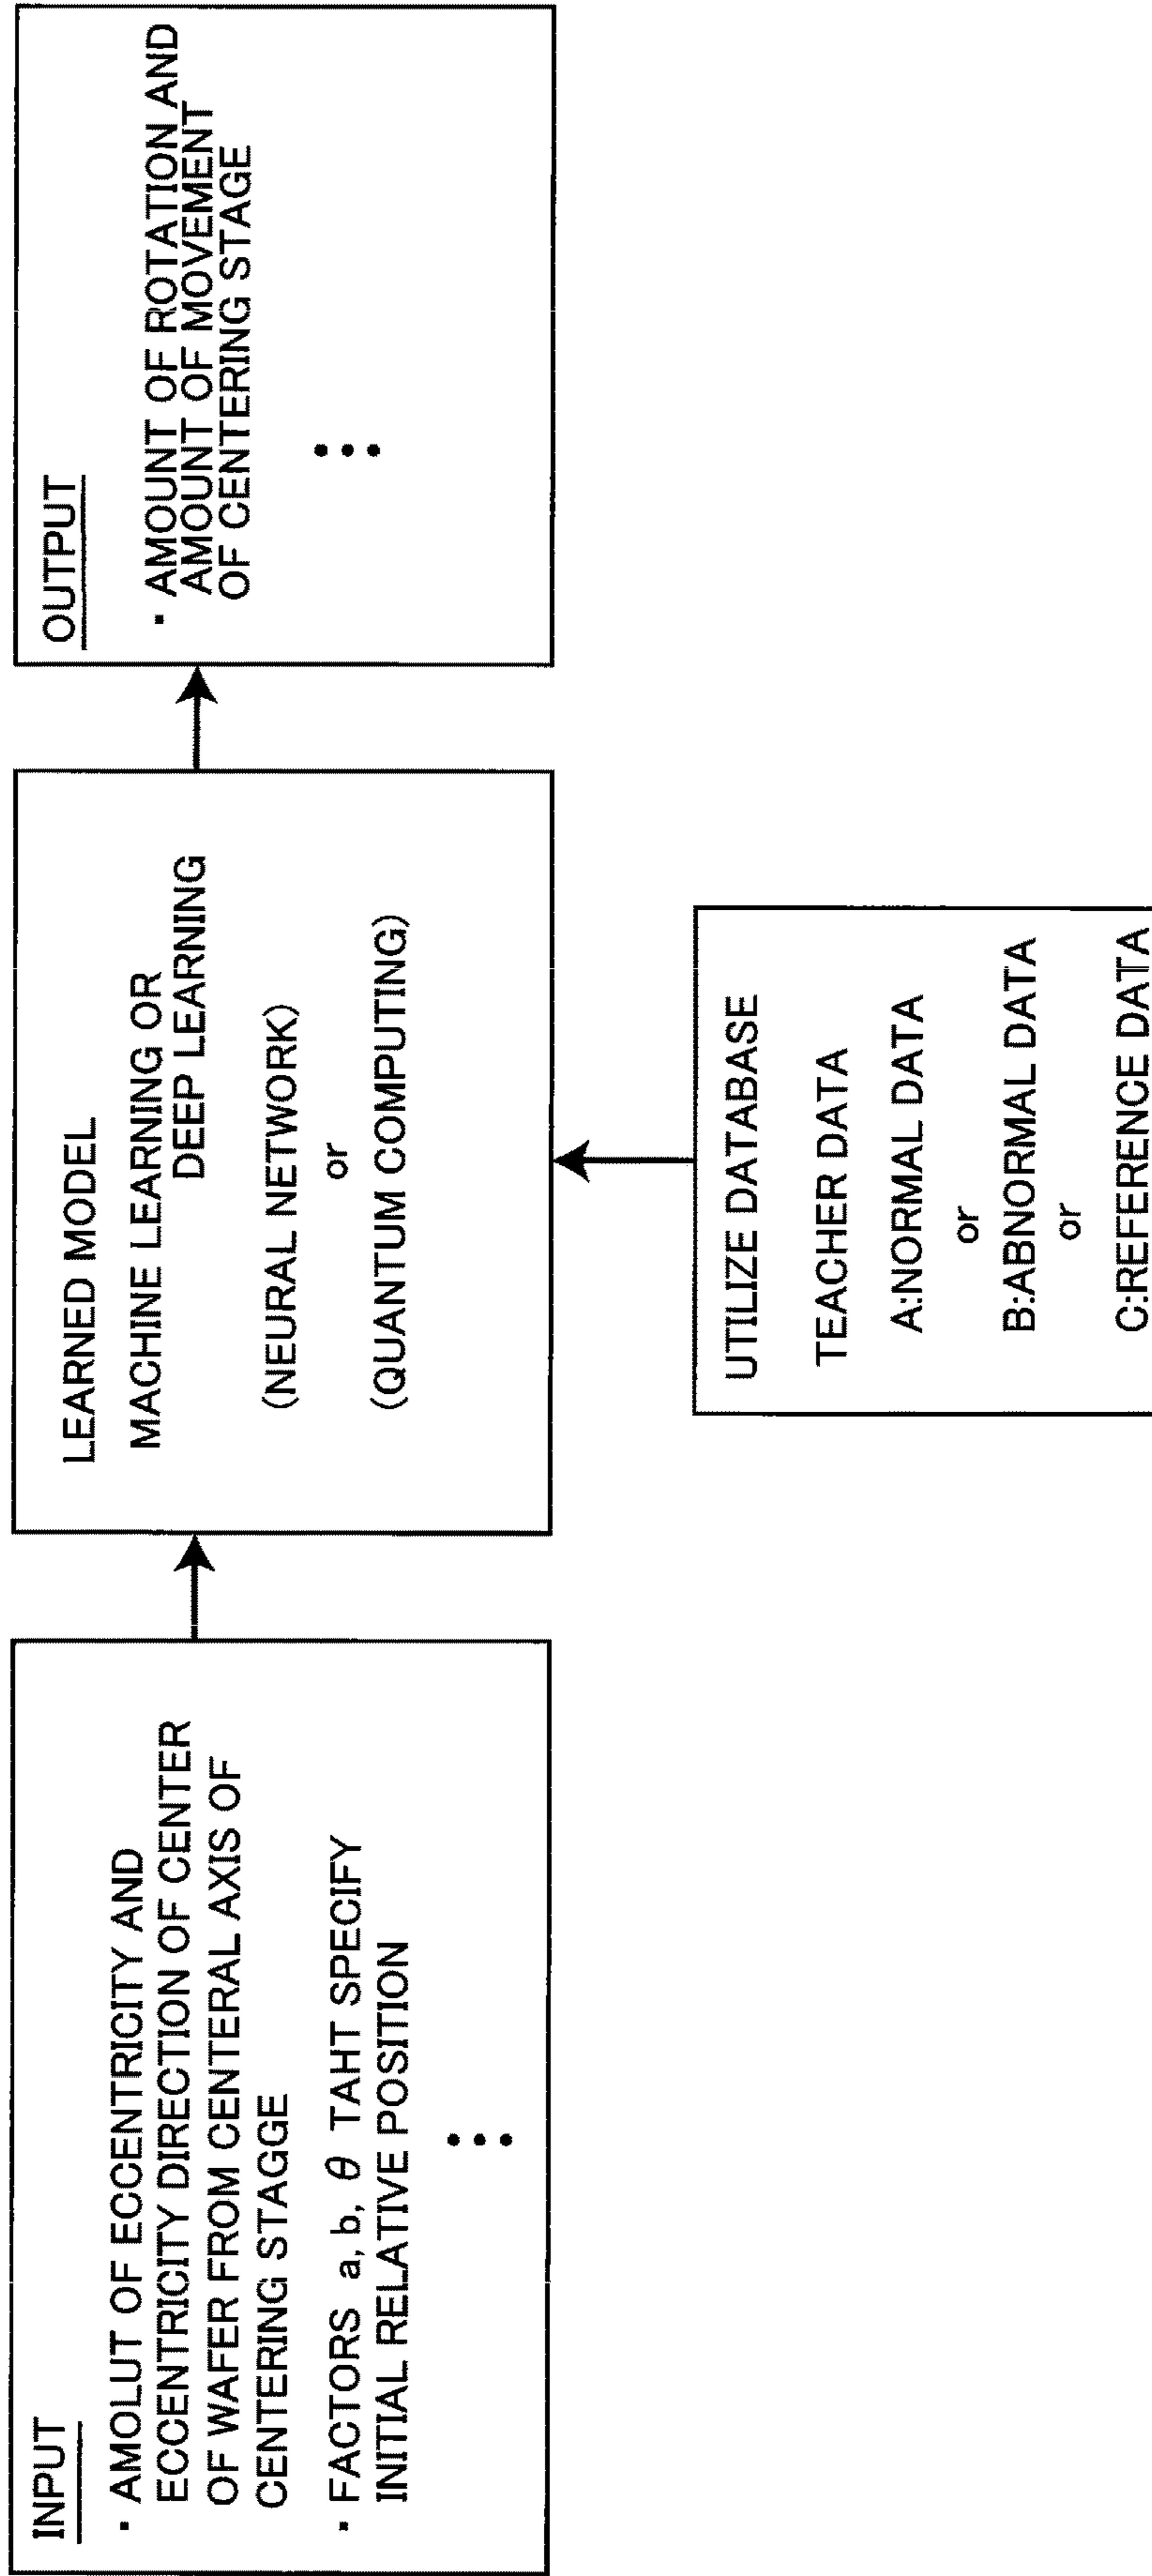 INPUT
・AMOLUT OF ECCENTRICITY AND
ECCENTRICITY DIRECTION OF CENTER
OF WAFER FROM CENTERAL AXIS OF
CENTERING STAGGE
・FACTORS a, b, θ TAHT SPECIFY
INITIAL RELATIVE POSITION
LEARNED MODEL
MACHINE LEARNING OR
DEEP LEARNING
(NEURAL NETWORK)
or
(QUANTUM COMPUTING)
UTILIZE DATABASE
TEACHER DATA
A:NORMAL DATA
or
B:ABNORMAL DATA
or
C:REFERENCE DATA
OUTPUT
・AMOUNT OF ROTATION AND
AMOUNT OF MOVEMENT
OF CENTERING STAGE